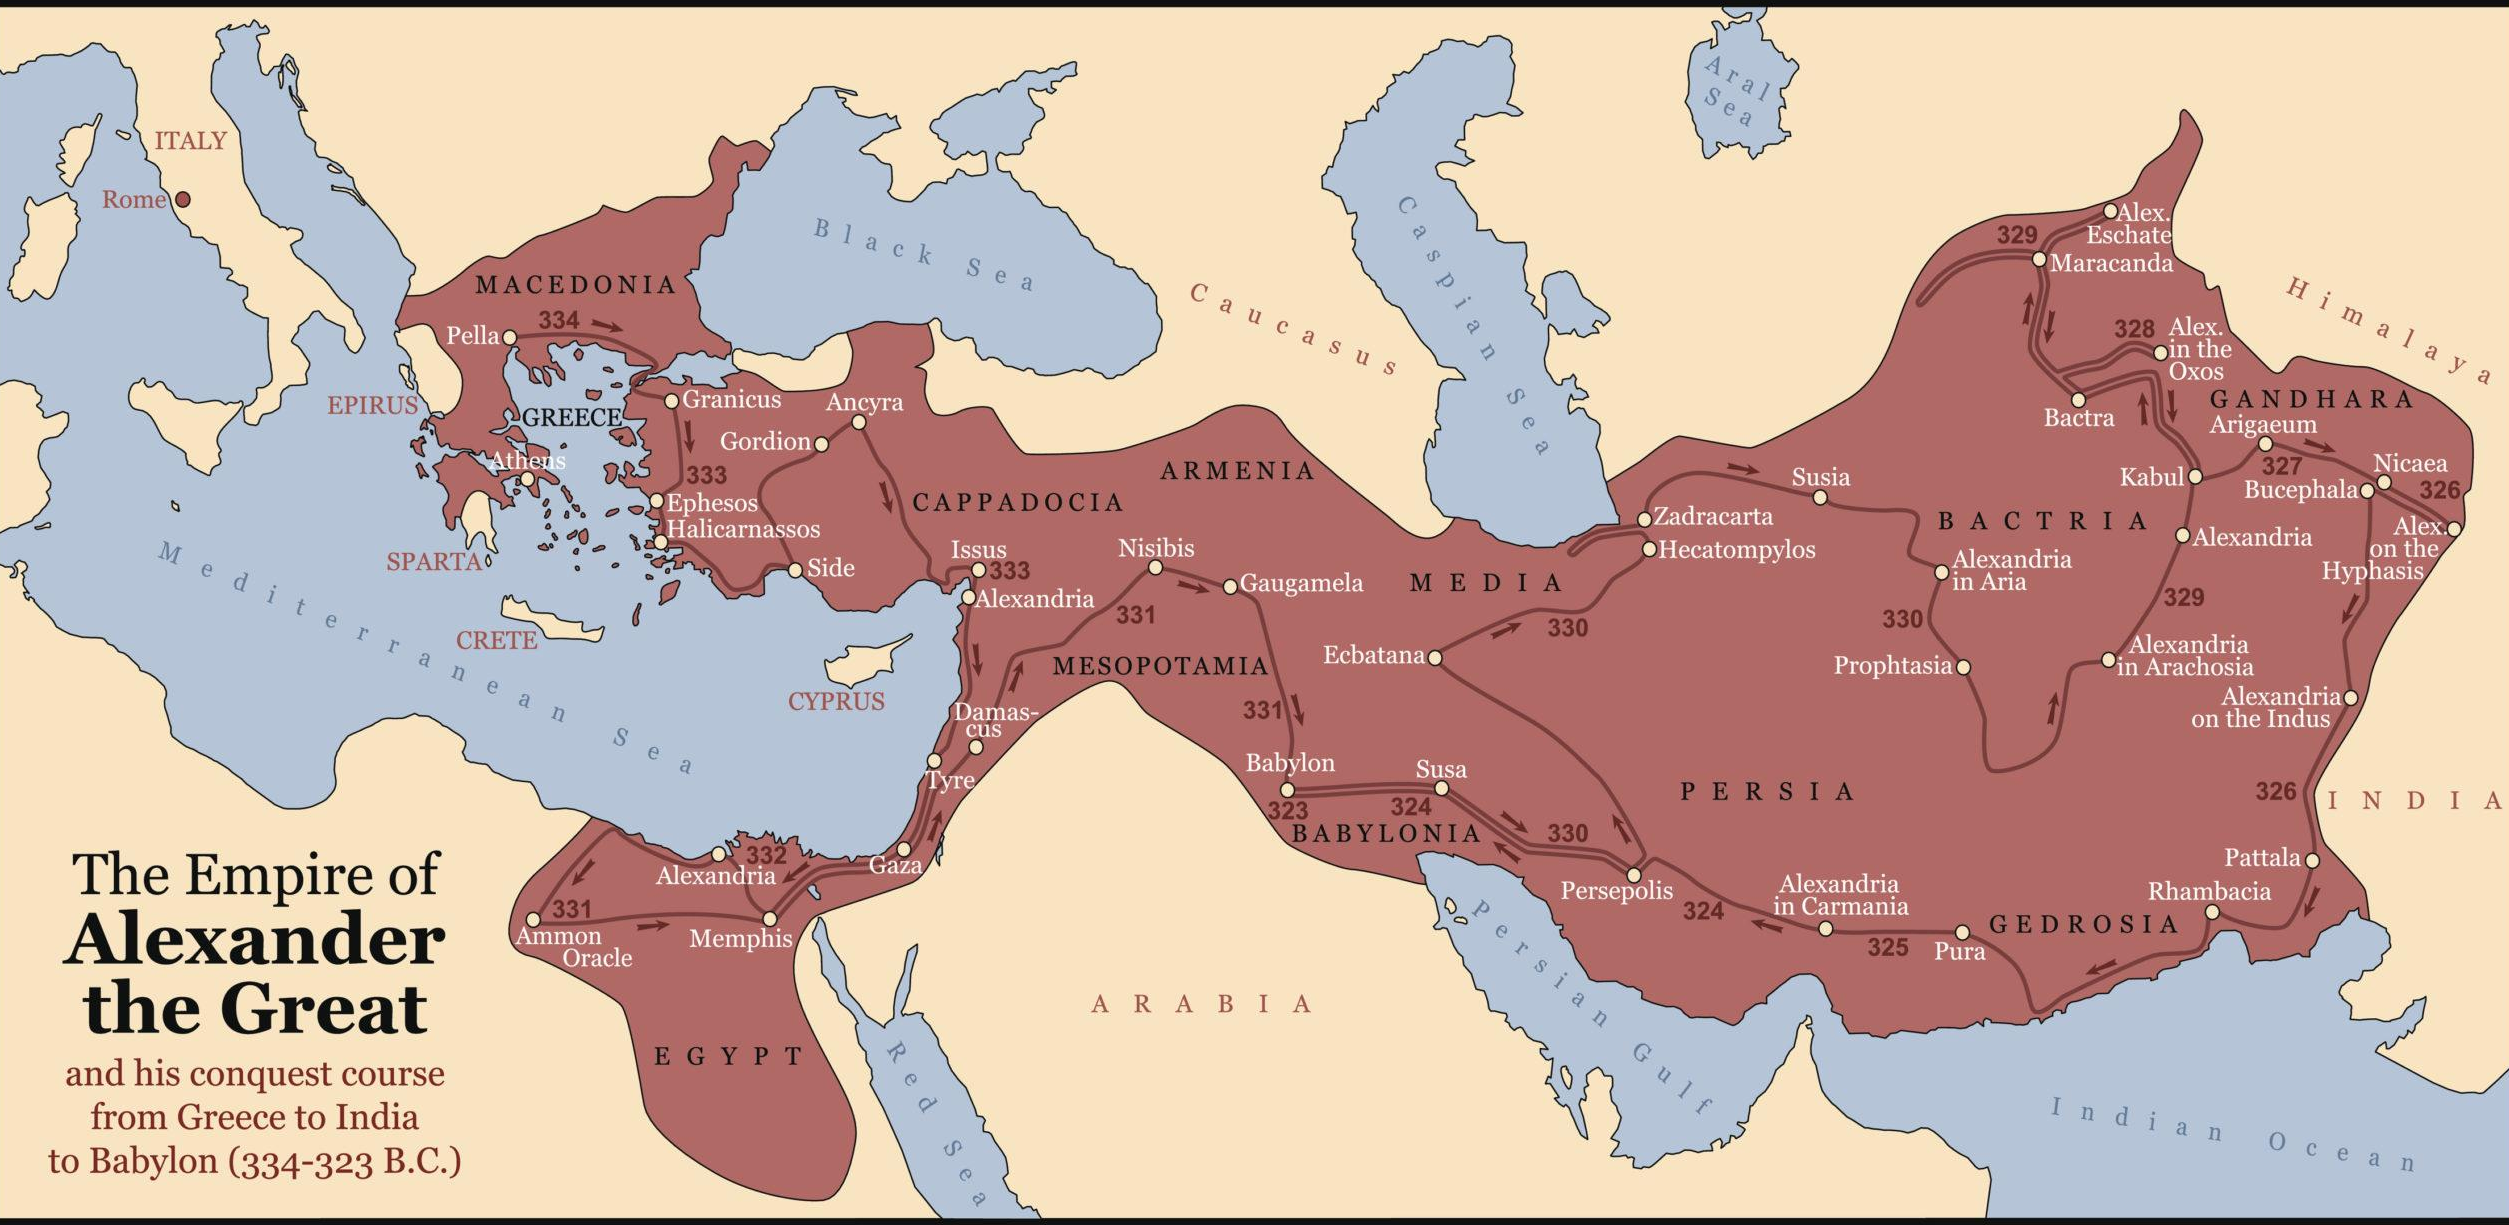 ITALY
Rome
MACEDONIA
334
Pella
EPIRUS
GREECE
Athens
SPARTA
CRETE
CYPRUS
Mediterranean Sea
Black Sea
Caucasus
Caspian Sea
Aral
Sea
Himalaya
Granicus
Ancyra
Gordion
333
Ephesos
Halicarnassos
Side
CAPPADOCIA
ARMENIA
Issus
333
Alexandria
Nisibis
Gaugamela
331
MESOPOTAMIA
Damas-
cus
Tyre
Gaza
332
Alexandria
331
Ammon
Oracle
Memphis
EGYPT
Red Sea
ARABIA
331
Babylon
323
Susa
324
BABYLONIA
330
Persepolis
MEDIA
Ecbatana
330
Zadracarta
Hecatompylos
Susia
BACTRIA
Alexandria
in Aria
330
Prophtasia
Alexandria
in Arachosia
329
Alexandria
Kabul
PERSIA
329
Alex.
Eschate
Maracanda
328
Alex.
in the
Oxos
Bactra
GANDHARA
Arigaeum
327
Nicaea
Bucephala
326
Alex.
on the
Hyphasis
Alexandria
on the Indus
326
INDIA
Pattala
Rhambacia
GEDROSIA
Pura
325
Alexandria
in Carmania
324
Persian Gulf
Indian Ocean
The Empire of
Alexander
the Great
and his conquest course
from Greece to India
to Babylon (334-323 B.C.)